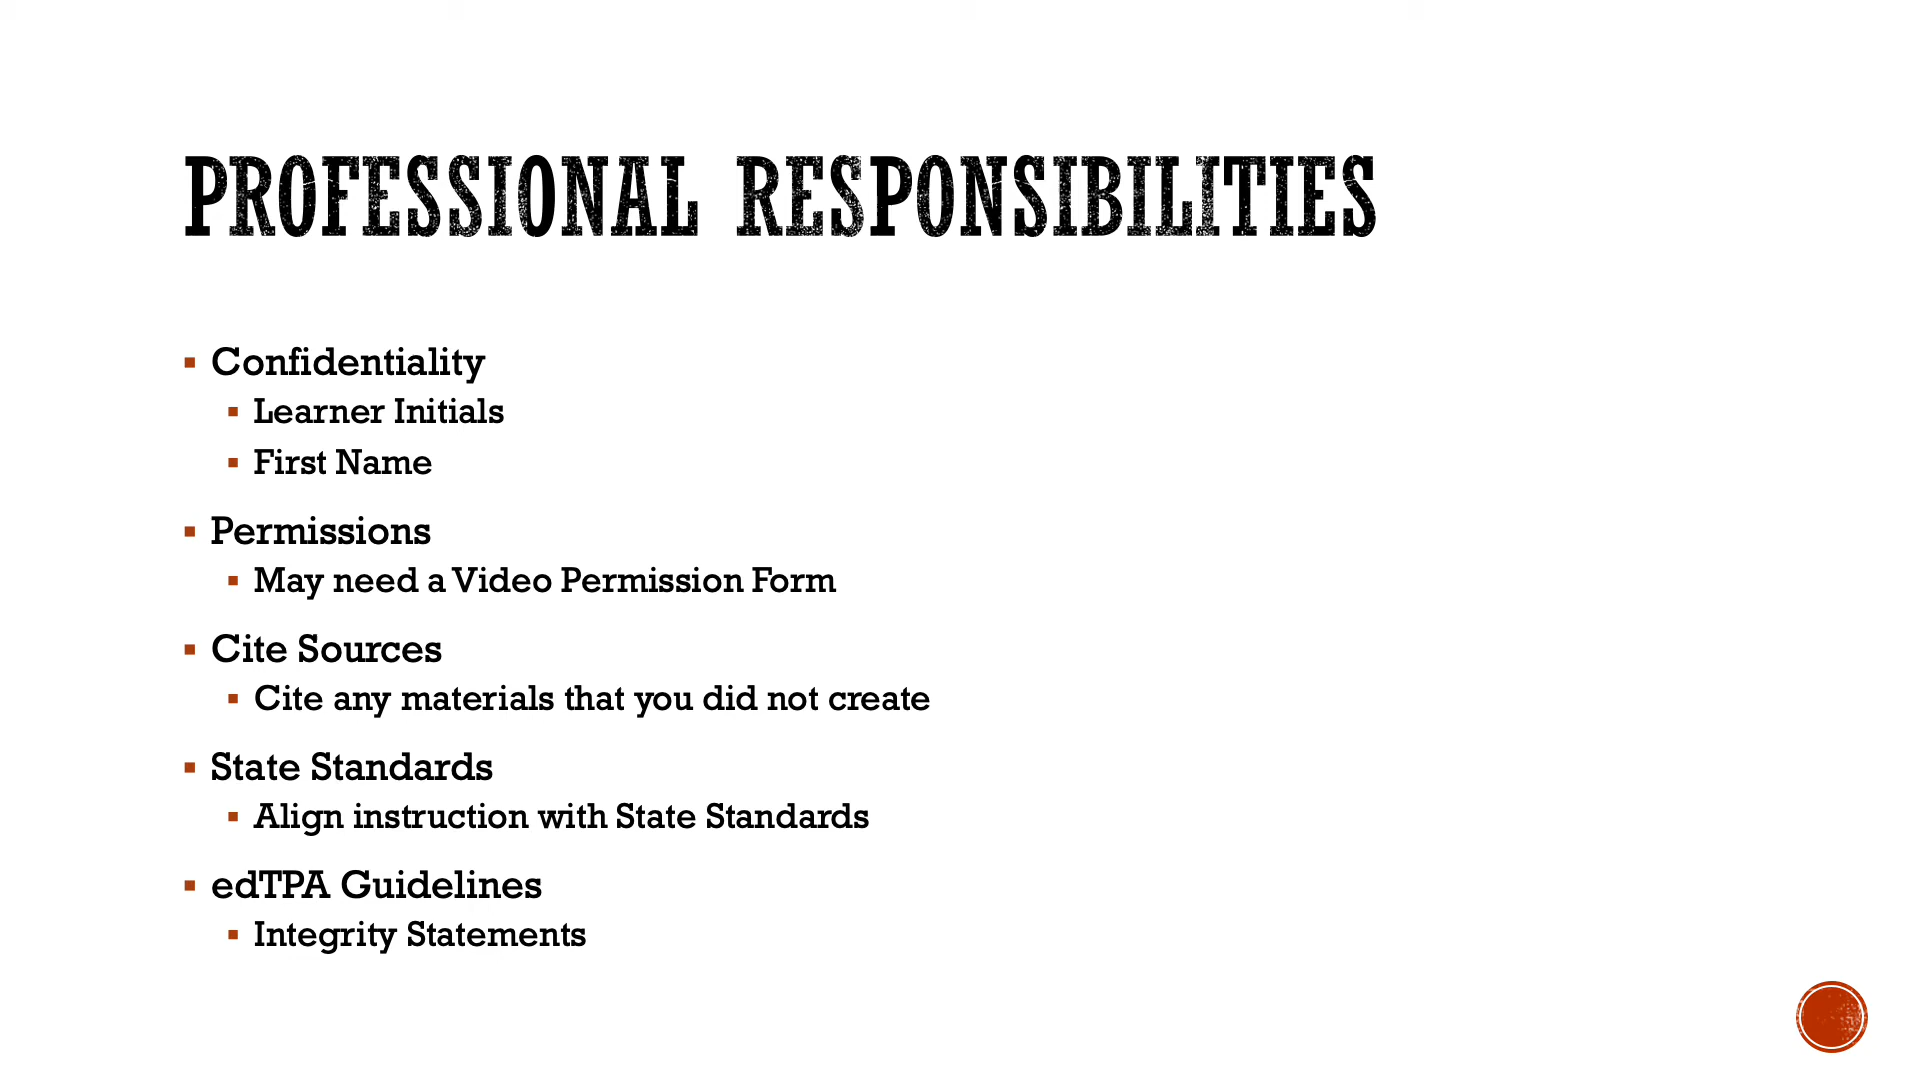 PROFESSIONAL RESPONSIBILITIES
Confidentiality
Learner Initials
First Name
Permissions
May need a Video Permission Form
Cite Sources
Cite any materials that you did not create
State Standards
Align instruction with State Standards
edTPA Guidelines
Integrity Statements